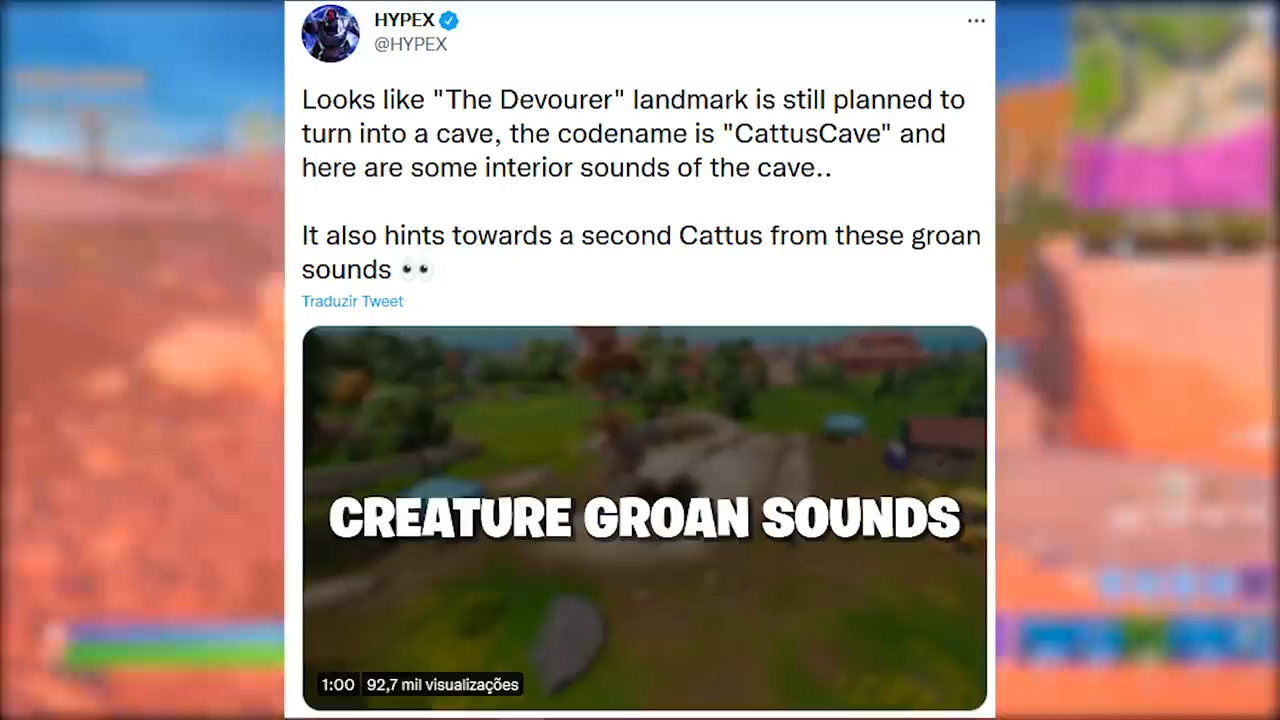 HYPEX
@HYPEX
Looks like "The Devourer" landmark is still planned to
turn into a cave, the codename is "CattusCave" and
here are some interior sounds of the cave..
It also hints towards a second Cattus from these groan
sounds 👀
Traduzir Tweet
CREATURE GROAN SOUNDS
1:00 92,7 mil visualizações